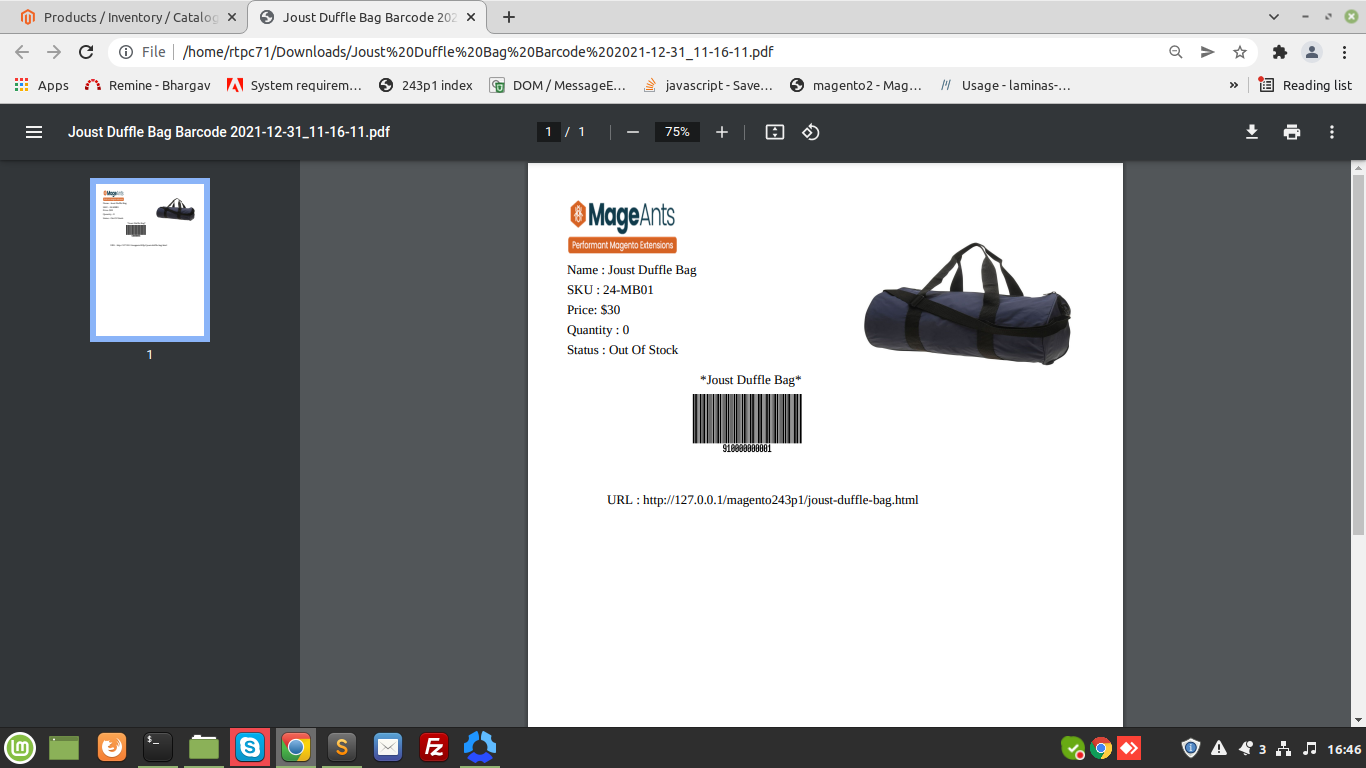 Products / Inventory / Catalog
Joust Duffle Bag Barcode 202
File
/home/rtpc71/Downloads/Joust%20Duffle%20Bag%20Barcode%202021-12-31_11-16-11.pdf
Apps
Remine - Bhargav
System requirem…
243p1 index
DOM / MessageE…
javascript - Save…
magento2 - Mag…
Usage - laminas-…
»
Reading list
Joust Duffle Bag Barcode 2021-12-31_11-16-11.pdf
1 / 1
75%
1
MageAnts
Performant Magento Extensions
Name : Joust Duffle Bag
SKU : 24-MB01
Price: $30
Quantity : 0
Status : Out Of Stock
*Joust Duffle Bag*
910000000001
URL : http://127.0.0.1/magento243p1/joust-duffle-bag.html
3
16:46